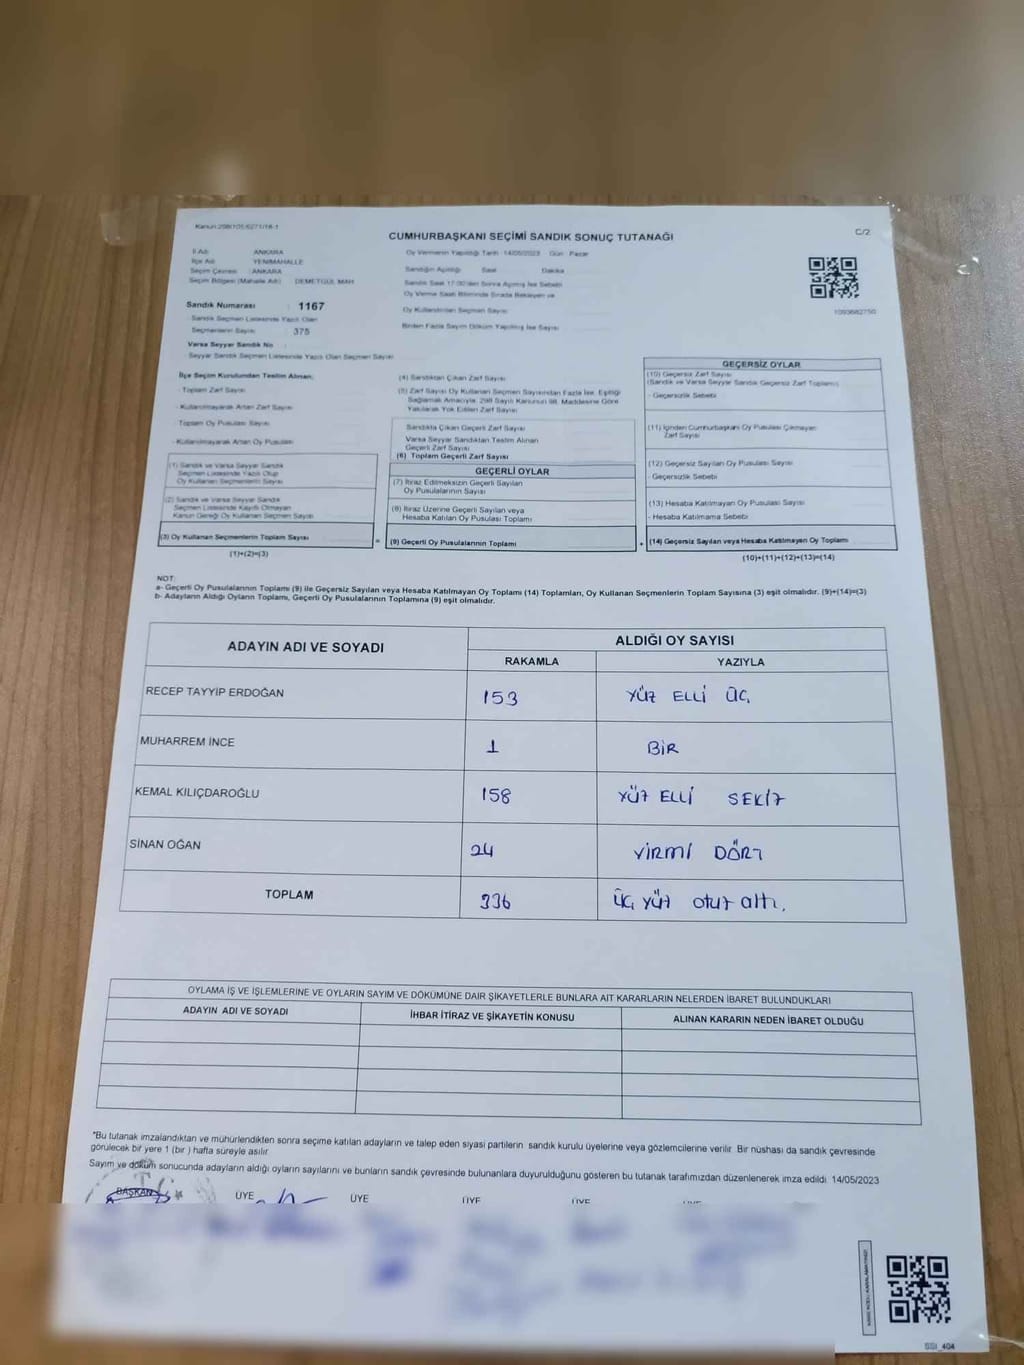 Kanun:298/105/6271/16-1
C/2
CUMHURBAŞKANI SEÇİMİ SANDIK SONUÇ TUTANAĞI
İl Adı : ANKARA
İlçe Adı : YENİMAHALLE
Seçim Çevresi : ANKARA
Seçim Bölgesi (Mahalle Adı) : DEMETGÜL MAH
Sandık Numarası : 1167
Sandık Seçmen Listesinde Yazılı Olan
Seçmenlerin Sayısı : 375
Varsa Seyyar Sandık No
Seyyar Sandık Seçmen Listesinde Yazılı Olan Seçmen Sayısı
Oy Vermenin Yapıldığı Tarih : 14/05/2023 Gün : Pazar
Sandığın Açıldığı Saat Dakika
Sandık Saat 17:00'den Sonra Açılmış İse Sebebi
Oy Verme Saati Bitiminde Sırada Bekleyen ve
Oy Kullandırılan Seçmen Sayısı
Birden Fazla Sayım Döküm Yapılmış İse Sayısı
1093682750
İlçe Seçim Kurulundan Teslim Alınan;
- Toplam Zarf Sayısı
- Kullanılmayarak Artan Zarf Sayısı
- Toplam Oy Pusulası Sayısı
- Kullanılmayarak Artan Oy Pusulası
(1) Sandık ve Varsa Seyyar Sandık
Seçmen Listesinde Yazılı Olup
Oy Kullanan Seçmenlerin Sayısı
(2) Sandık ve Varsa Seyyar Sandık
Seçmen Listesinde Kayıtlı Olmayan
Kanun Gereği Oy Kullanan Seçmen Sayısı
(3) Oy Kullanan Seçmenlerin Toplam Sayısı
(1)+(2)=(3)
(4) Sandıktan Çıkan Zarf Sayısı
(5) Zarf Sayısı Oy Kullanan Seçmen Sayısından Fazla İse, Eşitliği
Sağlamak Amacıyla; 298 Sayılı Kanunun 98. Maddesine Göre
Yakılarak Yok Edilen Zarf Sayısı
Sandıkta Çıkan Geçerli Zarf Sayısı
Varsa Seyyar Sandıktan Teslim Alınan
Geçerli Zarf Sayısı
(6) Toplam Geçerli Zarf Sayısı
GEÇERLİ OYLAR
(7) İtiraz Edilmeksizin Geçerli Sayılan
Oy Pusulalarının Sayısı
(8) İtiraz Üzerine Geçerli Sayılan veya
Hesaba Katılan Oy Pusulası Toplamı
= (9) Geçerli Oy Pusulalarının Toplamı
GEÇERSİZ OYLAR
(10) Geçersiz Zarf Sayısı
(Sandık ve Varsa Seyyar Sandık Geçersiz Zarf Toplamı)
- Geçersizlik Sebebi
(11) İçinden Cumhurbaşkanı Oy Pusulası Çıkmayan
Zarf Sayısı
(12) Geçersiz Sayılan Oy Pusulası Sayısı
- Geçersizlik Sebebi
(13) Hesaba Katılmayan Oy Pusulası Sayısı
- Hesaba Katılmama Sebebi
+ (14) Geçersiz Sayılan veya Hesaba Katılmayan Oy Toplamı
(10)+(11)+(12)+(13)=(14)
NOT:
a- Geçerli Oy Pusulalarının Toplamı (9) ile Geçersiz Sayılan veya Hesaba Katılmayan Oy Toplamı (14) Toplamları, Oy Kullanan Seçmenlerin Toplam Sayısına (3) eşit olmalıdır. (9)+(14)=(3)
b- Adayların Aldığı Oyların Toplamı, Geçerli Oy Pusulalarının Toplamına (9) eşit olmalıdır.
ADAYIN ADI VE SOYADI
ALDIĞI OY SAYISI
RAKAMLA YAZIYLA
RECEP TAYYİP ERDOĞAN 153 YÜZ ELLİ ÜÇ
MUHARREM İNCE 1 BİR
KEMAL KILIÇDAROĞLU 158 YÜZ ELLİ SEKİZ
SİNAN OĞAN 24 YİRMİ DÖRT
TOPLAM 336 ÜÇ YÜZ otuz altı.
OYLAMA İŞ VE İŞLEMLERİNE VE OYLARIN SAYIM VE DÖKÜMÜNE DAİR ŞİKAYETLERLE BUNLARA AİT KARARLARIN NELERDEN İBARET BULUNDUKLARI
ADAYIN ADI VE SOYADI İHBAR İTİRAZ VE ŞİKAYETİN KONUSU ALINAN KARARIN NEDEN İBARET OLDUĞU
*Bu tutanak imzalandıktan ve mühürlendikten sonra seçime katılan adayların ve talep eden siyasi partilerin sandık kurulu üyelerine veya gözlemcilerine verilir. Bir nüshası da sandık çevresinde
görülecek bir yere 1 (bir ) hafta süreyle asılır.
Sayım ve döküm sonucunda adayların aldığı oyların sayılarını ve bunların sandık çevresinde bulunanlara duyurulduğunu gösteren bu tutanak tarafımızdan düzenlenerek imza edildi. 14/05/2023
BAŞKAN ÜYE ÜYE ÜYE ÜYE
SSI_404